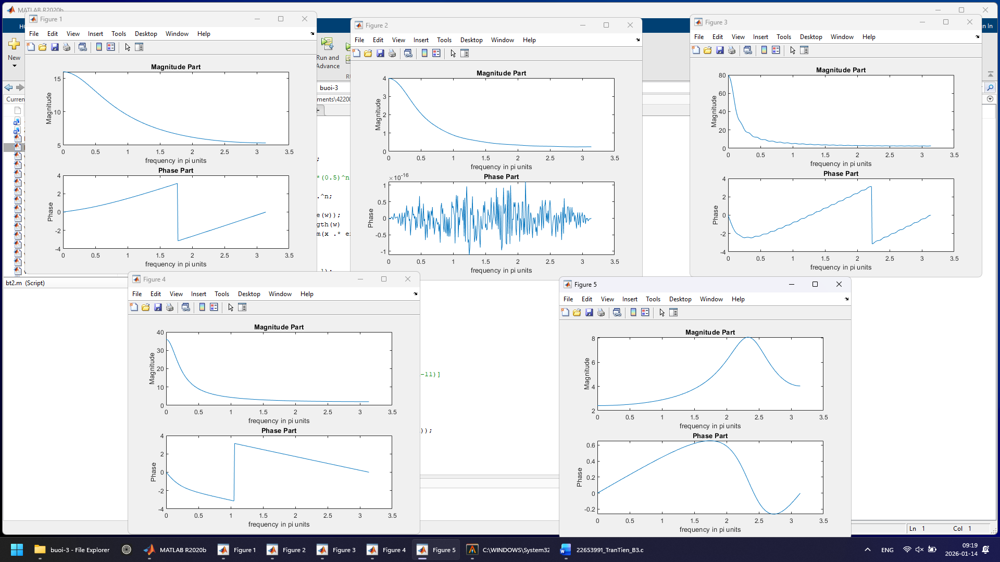 MATLAB R2020b
Figure 1
File Edit View Insert Tools Desktop Window Help
Magnitude Part
Magnitude
15
10
5
0 0.5 1 1.5 2 2.5 3 3.5
frequency in pi units
Phase Part
Phase
4
2
0
-2
-4
0 0.5 1 1.5 2 2.5 3 3.5
frequency in pi units
Figure 2
File Edit View Insert Tools Desktop Window Help
Magnitude Part
Magnitude
4
3
2
1
0
0 0.5 1 1.5 2 2.5 3 3.5
frequency in pi units
×10-16
Phase Part
Phase
1
0.5
0
-0.5
-1
0 0.5 1 1.5 2 2.5 3 3.5
frequency in pi units
Figure 3
File Edit View Insert Tools Desktop Window Help
Magnitude Part
Magnitude
80
60
40
20
0
0 0.5 1 1.5 2 2.5 3 3.5
frequency in pi units
Phase Part
Phase
4
2
0
-2
-4
0 0.5 1 1.5 2 2.5 3 3.5
frequency in pi units
In
New
Run and
Advance
buoi-3
Curren
ments\42200
;
*(0.5)^n
.^n;
e(w));
gth(w)
m(x .* e
bt2.m (Script)
-11)]
));
Figure 4
File Edit View Insert Tools Desktop Window Help
Magnitude Part
Magnitude
40
30
20
10
0
0 0.5 1 1.5 2 2.5 3 3.5
frequency in pi units
Phase Part
Phase
4
2
0
-2
-4
0 0.5 1 1.5 2 2.5 3 3.5
frequency in pi units
Figure 5
File Edit View Insert Tools Desktop Window Help
Magnitude Part
Magnitude
8
6
4
2
0 0.5 1 1.5 2 2.5 3 3.5
frequency in pi units
Phase Part
Phase
0.6
0.4
0.2
0
-0.2
0 0.5 1 1.5 2 2.5 3 3.5
frequency in pi units
Ln 1 Col 1
buoi-3 - File Explorer
MATLAB R2020b
Figure 1
Figure 2
Figure 3
Figure 4
Figure 5
C:\WINDOWS\System32
22653991_TranTien_B3.c
ENG
09:19
2026-01-14